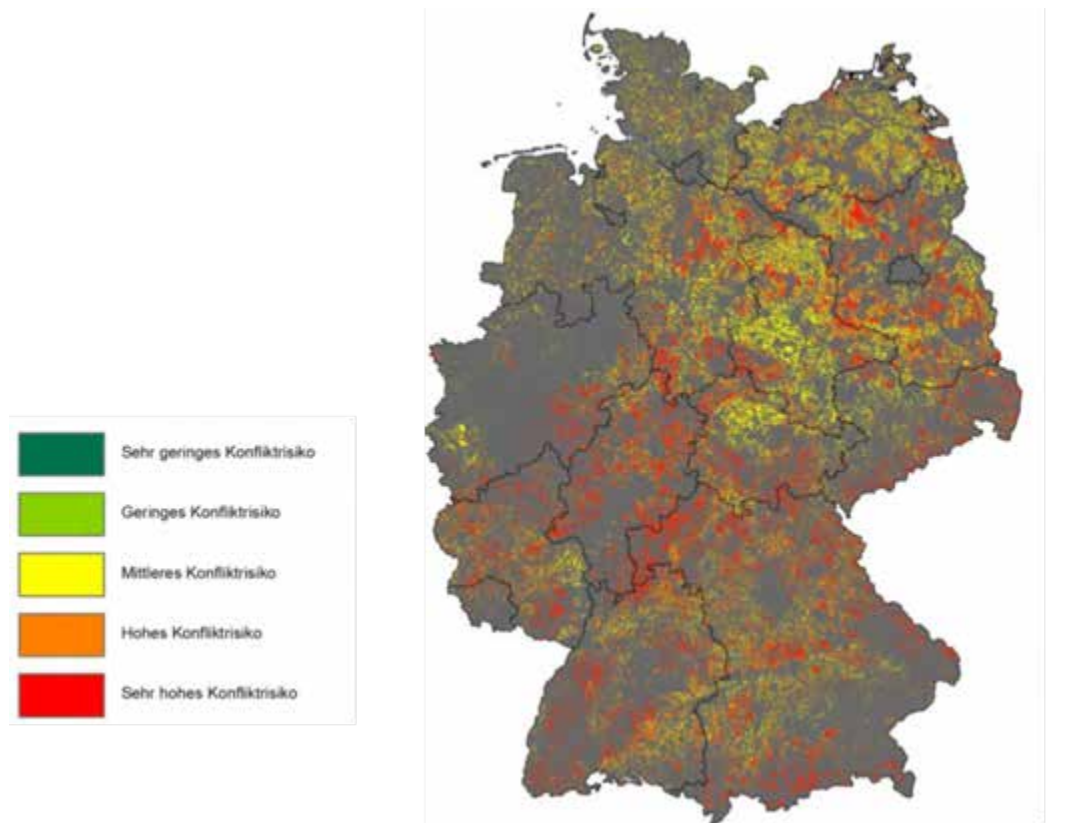 Sehr geringes Konfliktrisiko
Geringes Konfliktrisiko
Mittleres Konfliktrisiko
Hohes Konfliktrisiko
Sehr hohes Konfliktrisiko